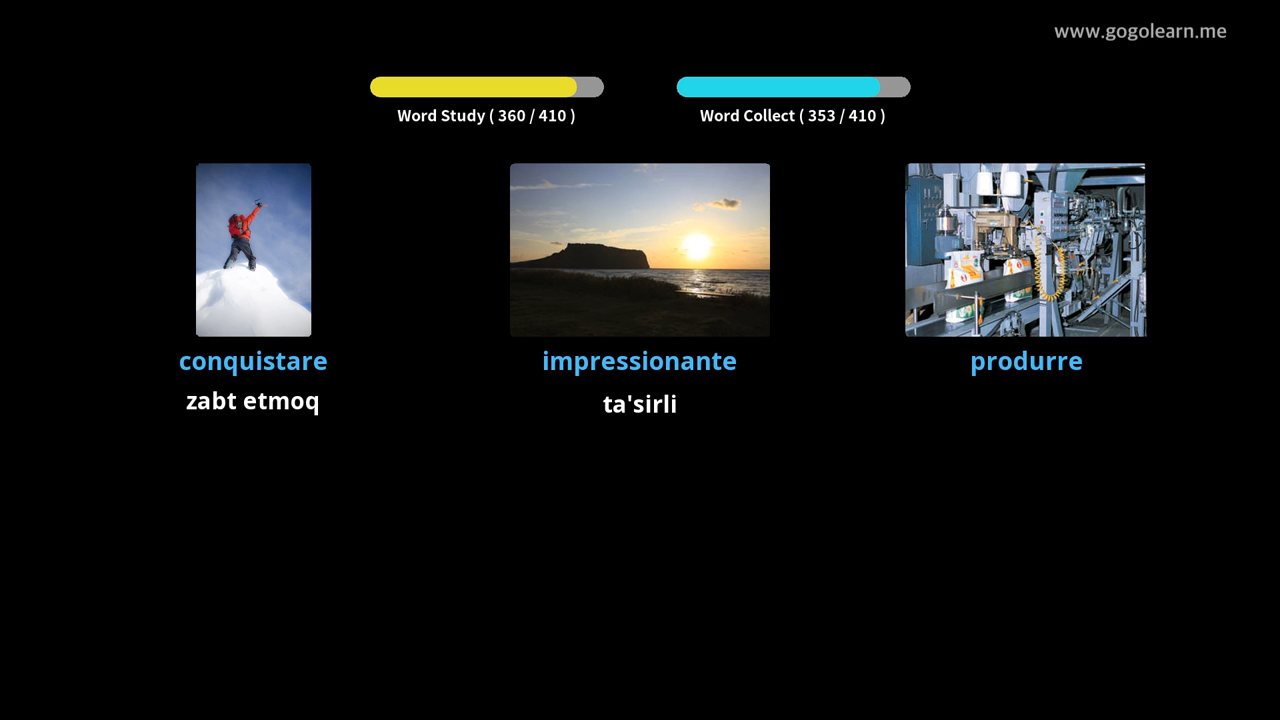 www.gogolearn.me
Word Study ( 360 / 410 )
Word Collect ( 353 / 410 )
conquistare
zabt etmoq
impressionante
ta'sirli
produrre